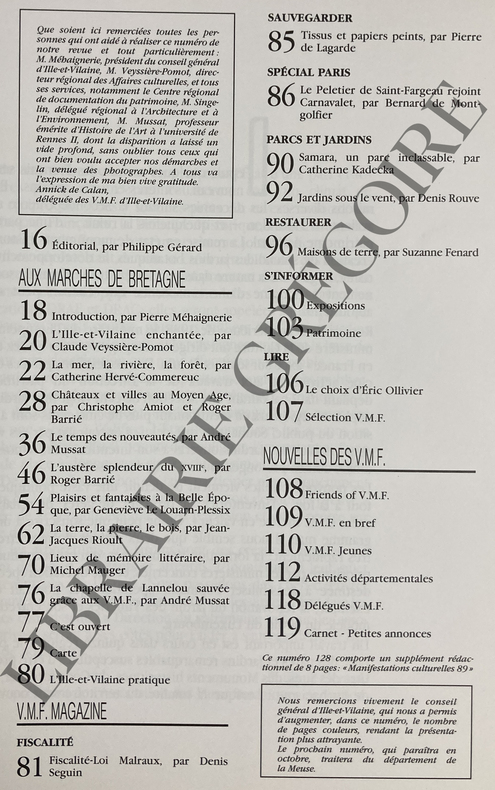 Que soient ici remerciées toutes les per-
sonnes qui ont aidé à réaliser ce numéro de
notre revue et tout particulièrement :
M. Méhaignerie, président du conseil général
d'Ille-et-Vilaine, M. Veyssière-Pomot, direc-
teur régional des Affaires culturelles, et tous
ses services, notamment le Centre régional
de documentation du patrimoine, M. Singe-
lin, délégué régional à l'Architecture et à
l'Environnement, M. Mussat, professeur
émérite d'Histoire de l'Art à l'université de
Rennes II, dont la disparition a laissé un
vide profond, sans oublier tous ceux qui
ont bien voulu accepter nos démarches et
la venue des photographes. A tous va
l'expression de ma bien vive gratitude.
Annick de Calan,
déléguée des V.M.F. d'Ille-et-Vilaine.
16 Éditorial, par Philippe Gérard
AUX MARCHES DE BRETAGNE
18 Introduction, par Pierre Méhaignerie
20 L'Ille-et-Vilaine enchantée, par
Claude Veyssière-Pomot
22 La mer, la rivière, la forêt, par
Catherine Hervé-Commereuc
28 Châteaux et villes au Moyen Age,
par Christophe Amiot et Roger
Barrié
36 Le temps des nouveautés, par André
Mussat
46 L'austère splendeur du XVIIIe, par
Roger Barrié
54 Plaisirs et fantaisies à la Belle Épo-
que, par Geneviève Le Louarn-Plessix
62 La terre, la pierre, le bois, par Jean-
Jacques Rioult
70 Lieux de mémoire littéraire, par
Michel Mauger
76 La chapelle de Lannelou sauvée
grâce aux V.M.F., par André Mussat
77 C'est ouvert
79 Carte
80 L'Ille-et-Vilaine pratique
V.M.F. MAGAZINE
FISCALITÉ
81 Fiscalité-Loi Malraux, par Denis
Seguin
SAUVEGARDER
85 Tissus et papiers peints, par Pierre
de Lagarde
SPÉCIAL PARIS
86 Le Peletier de Saint-Fargeau rejoint
Carnavalet, par Bernard de Mont-
golfier
PARCS ET JARDINS
90 Samara, un parc inclassable, par
Catherine Kadecka
92 Jardins sous le vent, par Denis Rouve
RESTAURER
96 Maisons de terre, par Suzanne Fenard
S'INFORMER
100 Expositions
103 Patrimoine
LIRE
106 Le choix d'Éric Ollivier
107 Sélection V.M.F.
NOUVELLES DES V.M.F.
108 Friends of V.M.F.
109 V.M.F. en bref
110 V.M.F. Jeunes
112 Activités départementales
118 Délégués V.M.F.
119 Carnet - Petites annonces
Ce numéro 128 comporte un supplément rédac-
tionnel de 8 pages : « Manifestations culturelles 89 »
Nous remercions vivement le conseil
général d'Ille-et-Vilaine, qui nous a permis
d'augmenter, dans ce numéro, le nombre
de pages couleurs, rendant la présenta-
tion plus attrayante.
Le prochain numéro, qui paraîtra en
octobre, traitera du département de
la Meuse.
LIBRAIRIE GRÉGOIRE